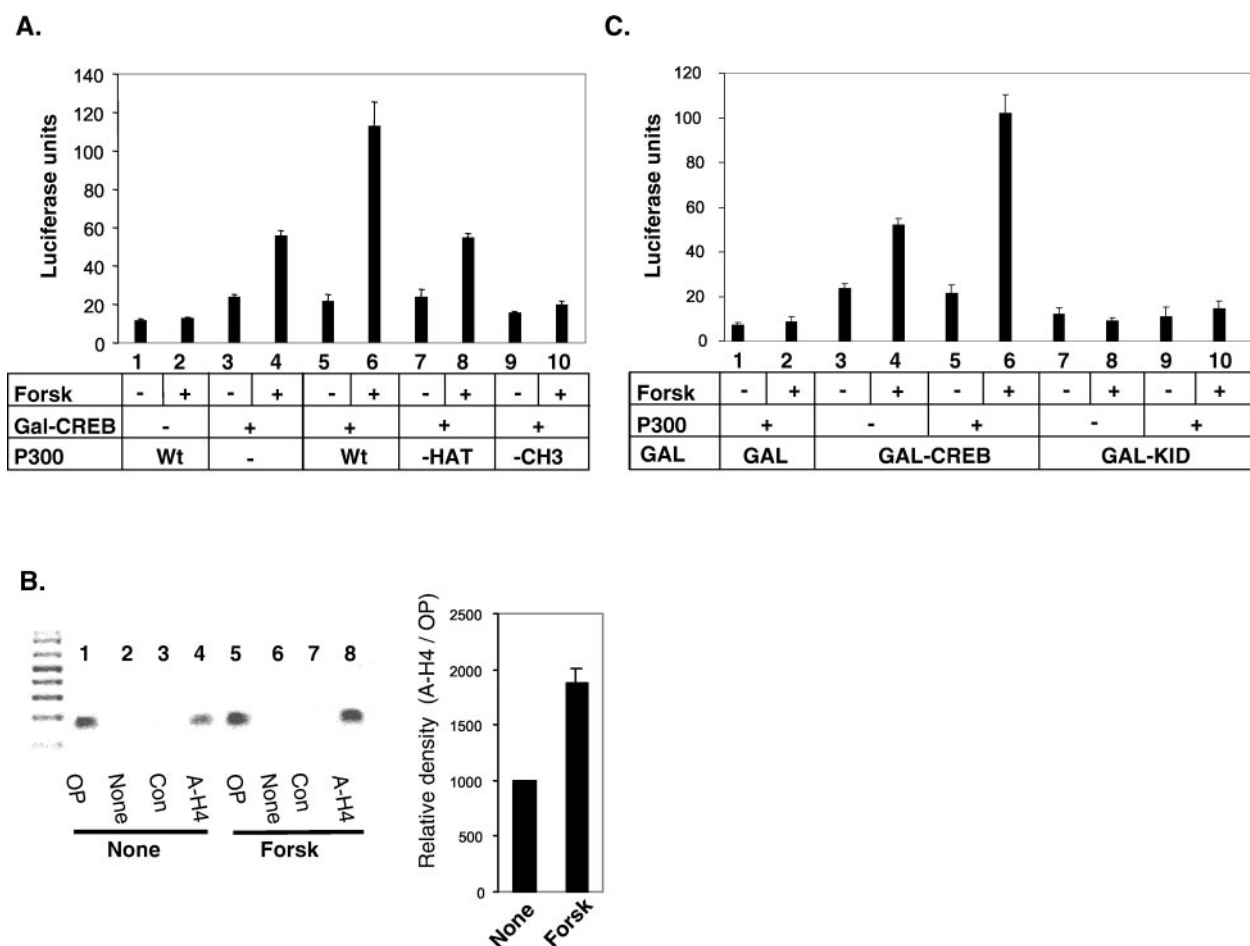 A.
Luciferase units
140
120
100
80
60
40
20
0
1 2 3 4 5 6 7 8 9 10
Forsk - + - + - + - + - +
Gal-CREB - + + + +
P300 Wt - Wt -HAT -CH3
C.
Luciferase units
120
100
80
60
40
20
0
1 2 3 4 5 6 7 8 9 10
Forsk - + - + - + - + - +
P300 + - + - +
GAL GAL GAL-CREB GAL-KID
B.
1 2 3 4 5 6 7 8
OP None Con A-H4 OP None Con A-H4
None Forsk
Relative density (A-H4 / OP)
2500
2000
1500
1000
500
0
None Forsk